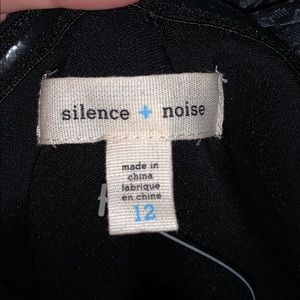 silence + noise
made in
china
fabriqué
en chine
12